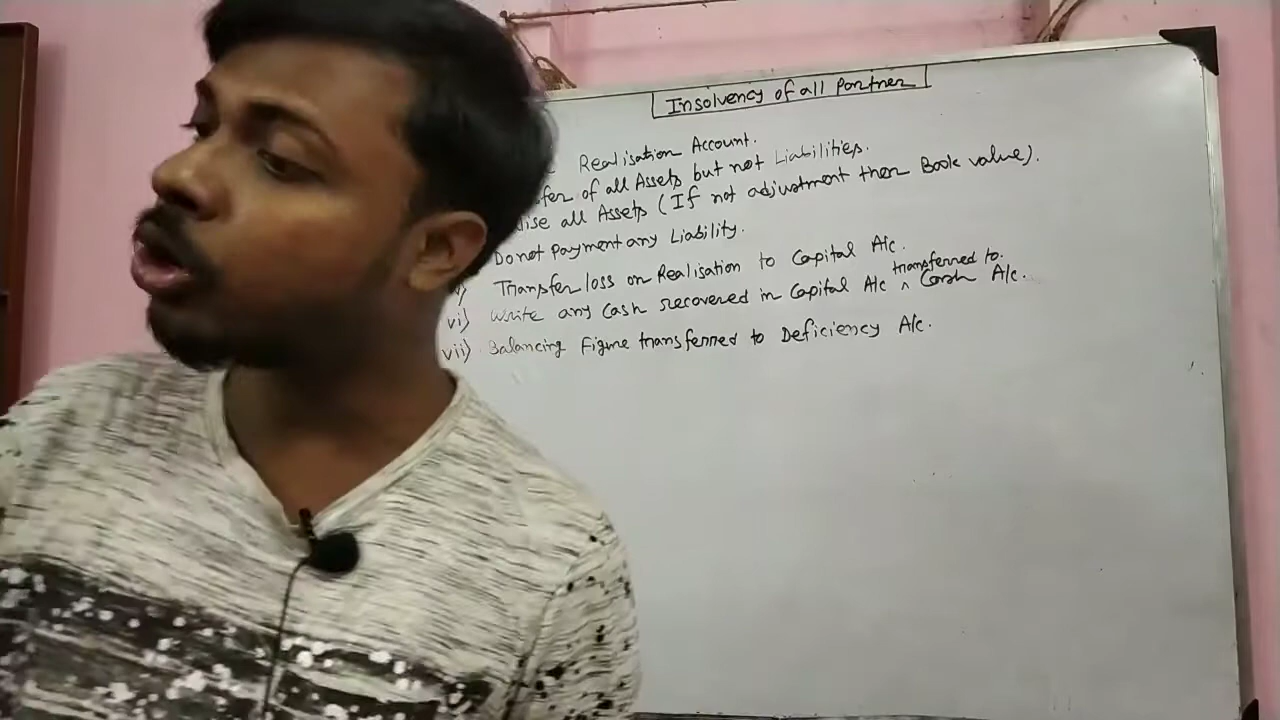 Insolvency of all Partner
Realisation Account.
of all Assets but not Liabilities.
all Assets (If not adjustment then Book value).
Do not Payment any Liability.
Transfer loss on Realisation to Capital A/c.
vi) Write any Cash recovered in Capital A/c transferred to Cash A/c.
vii) Balancing Figure transferred to Deficiency A/c.